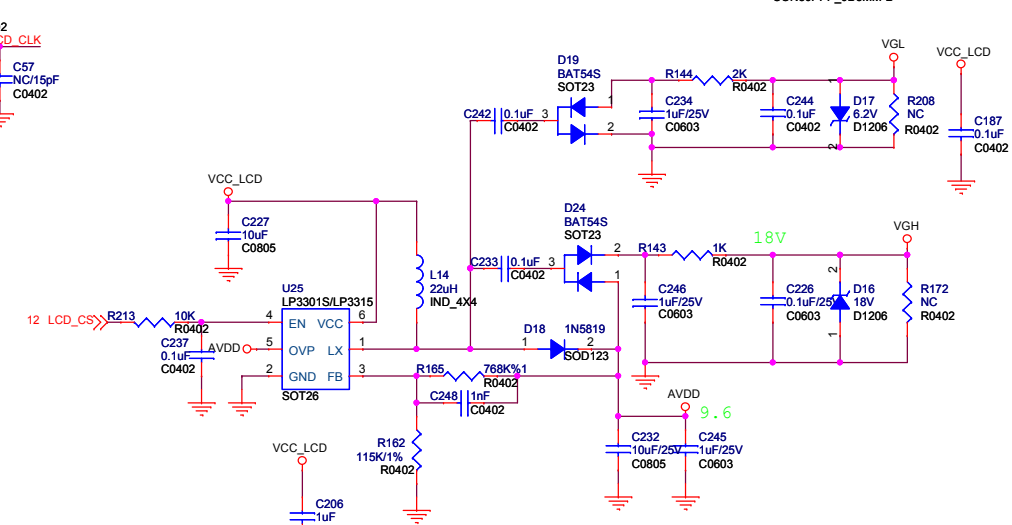 CD_CLK
C57
NC/15pF
C0402
D19
BAT54S
SOT23
C242
0.1uF
C0402
3
1
2
R144
2K
R0402
C234
1uF/25V
C0603
C244
0.1uF
C0402
1
D17
6.2V
D1206
2
VGL
R208
NC
R0402
VCC_LCD
C187
0.1uF
C0402
VCC_LCD
C227
10uF
C0805
D24
BAT54S
SOT23
C233
0.1uF
C0402
3
2
1
R143
1K
R0402
18V
VGH
C246
1uF/25V
C0603
C226
0.1uF/25V
C0603
2
D16
18V
D1206
1
R172
NC
R0402
L14
22uH
IND_4X4
U25
LP3301S/LP3315
12 LCD_CS
R213
10K
R0402
C237
0.1uF
C0402
AVDD
4 EN VCC 6
5 OVP LX 1
2 GND FB 3
SOT26
D18
1N5819
1
2
SOD123
R165
768K%1
R0402
C248
1nF
C0402
R162
115K/1%
R0402
AVDD
9.6
C232
10uF/25V
C0805
C245
1uF/25V
C0603
VCC_LCD
C206
1uF